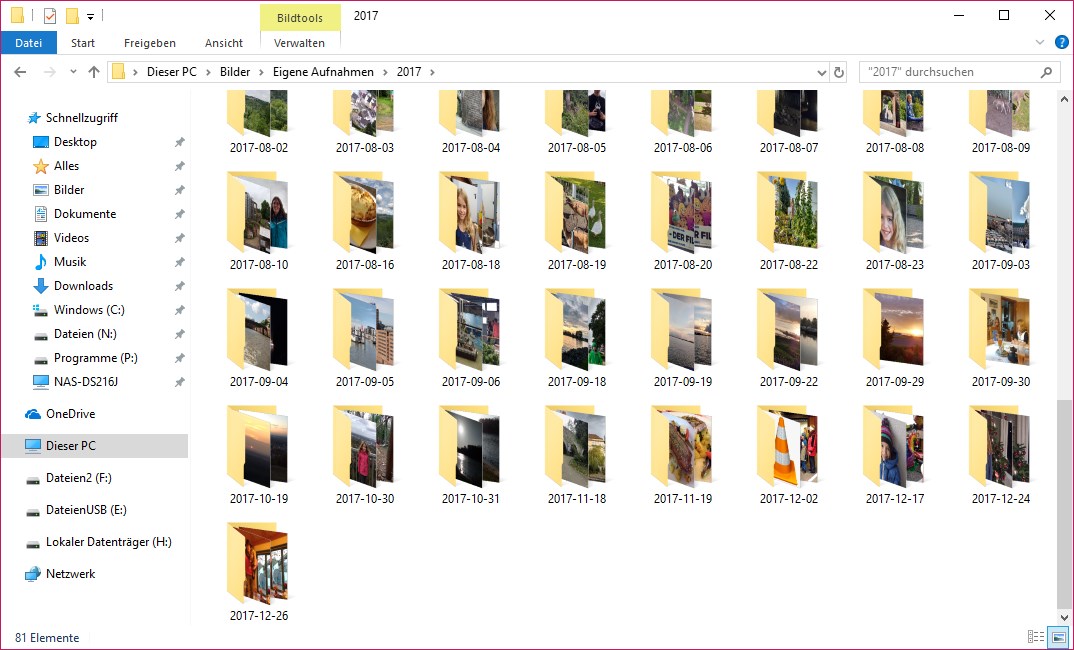 Bildtools
2017
Datei
Start
Freigeben
Ansicht
Verwalten
Dieser PC
Bilder
Eigene Aufnahmen
2017
"2017" durchsuchen
Schnellzugriff
Desktop
Alles
Bilder
Dokumente
Videos
Musik
Downloads
Windows (C:)
Dateien (N:)
Programme (P:)
NAS-DS216J
OneDrive
Dieser PC
Dateien2 (F:)
DateienUSB (E:)
Lokaler Datenträger (H:)
Netzwerk
2017-08-02 2017-08-03 2017-08-04 2017-08-05 2017-08-06 2017-08-07 2017-08-08 2017-08-09
DER FIL DER FIL
2017-08-10 2017-08-16 2017-08-18 2017-08-19 2017-08-20 2017-08-22 2017-08-23 2017-09-03
2017-09-04 2017-09-05 2017-09-06 2017-09-18 2017-09-19 2017-09-22 2017-09-29 2017-09-30
2017-10-19 2017-10-30 2017-10-31 2017-11-18 2017-11-19 2017-12-02 2017-12-17 2017-12-24
2017-12-26
81 Elemente